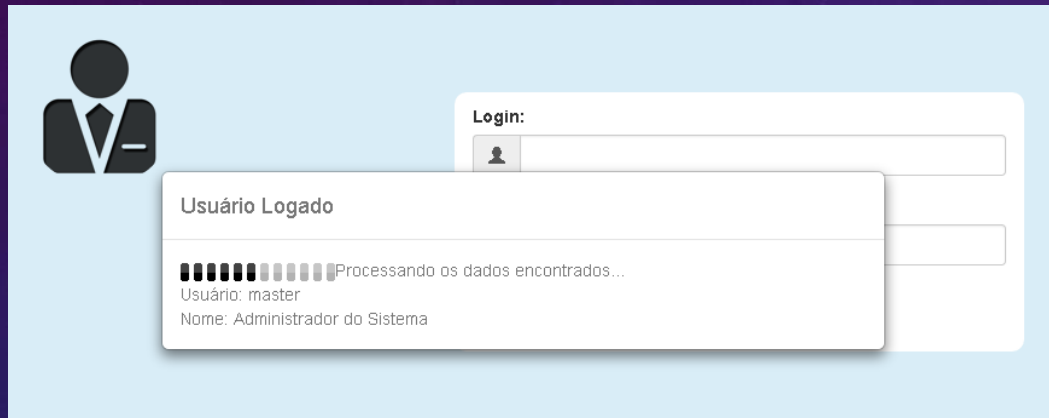 Login:
Usuário Logado
Processando os dados encontrados...
Usuário: master
Nome: Administrador do Sistema